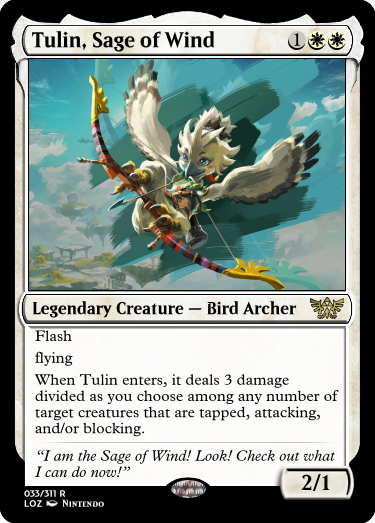 Tulin, Sage of Wind 1
Legendary Creature — Bird Archer
Flash
flying
When Tulin enters, it deals 3 damage
divided as you choose among any number of
target creatures that are tapped, attacking,
and/or blocking.
“I am the Sage of Wind! Look! Check out what
I can do now!”
2/1
033/311 R
LOZ Nintendo